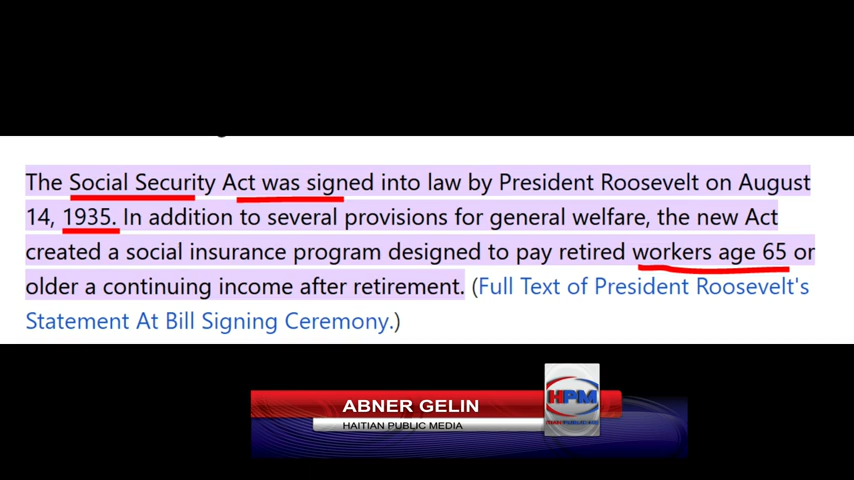 The Social Security Act was signed into law by President Roosevelt on August
14, 1935. In addition to several provisions for general welfare, the new Act
created a social insurance program designed to pay retired workers age 65 or
older a continuing income after retirement. (Full Text of President Roosevelt's
Statement At Bill Signing Ceremony.)
ABNER GELIN
HAITIAN PUBLIC MEDIA
HPM